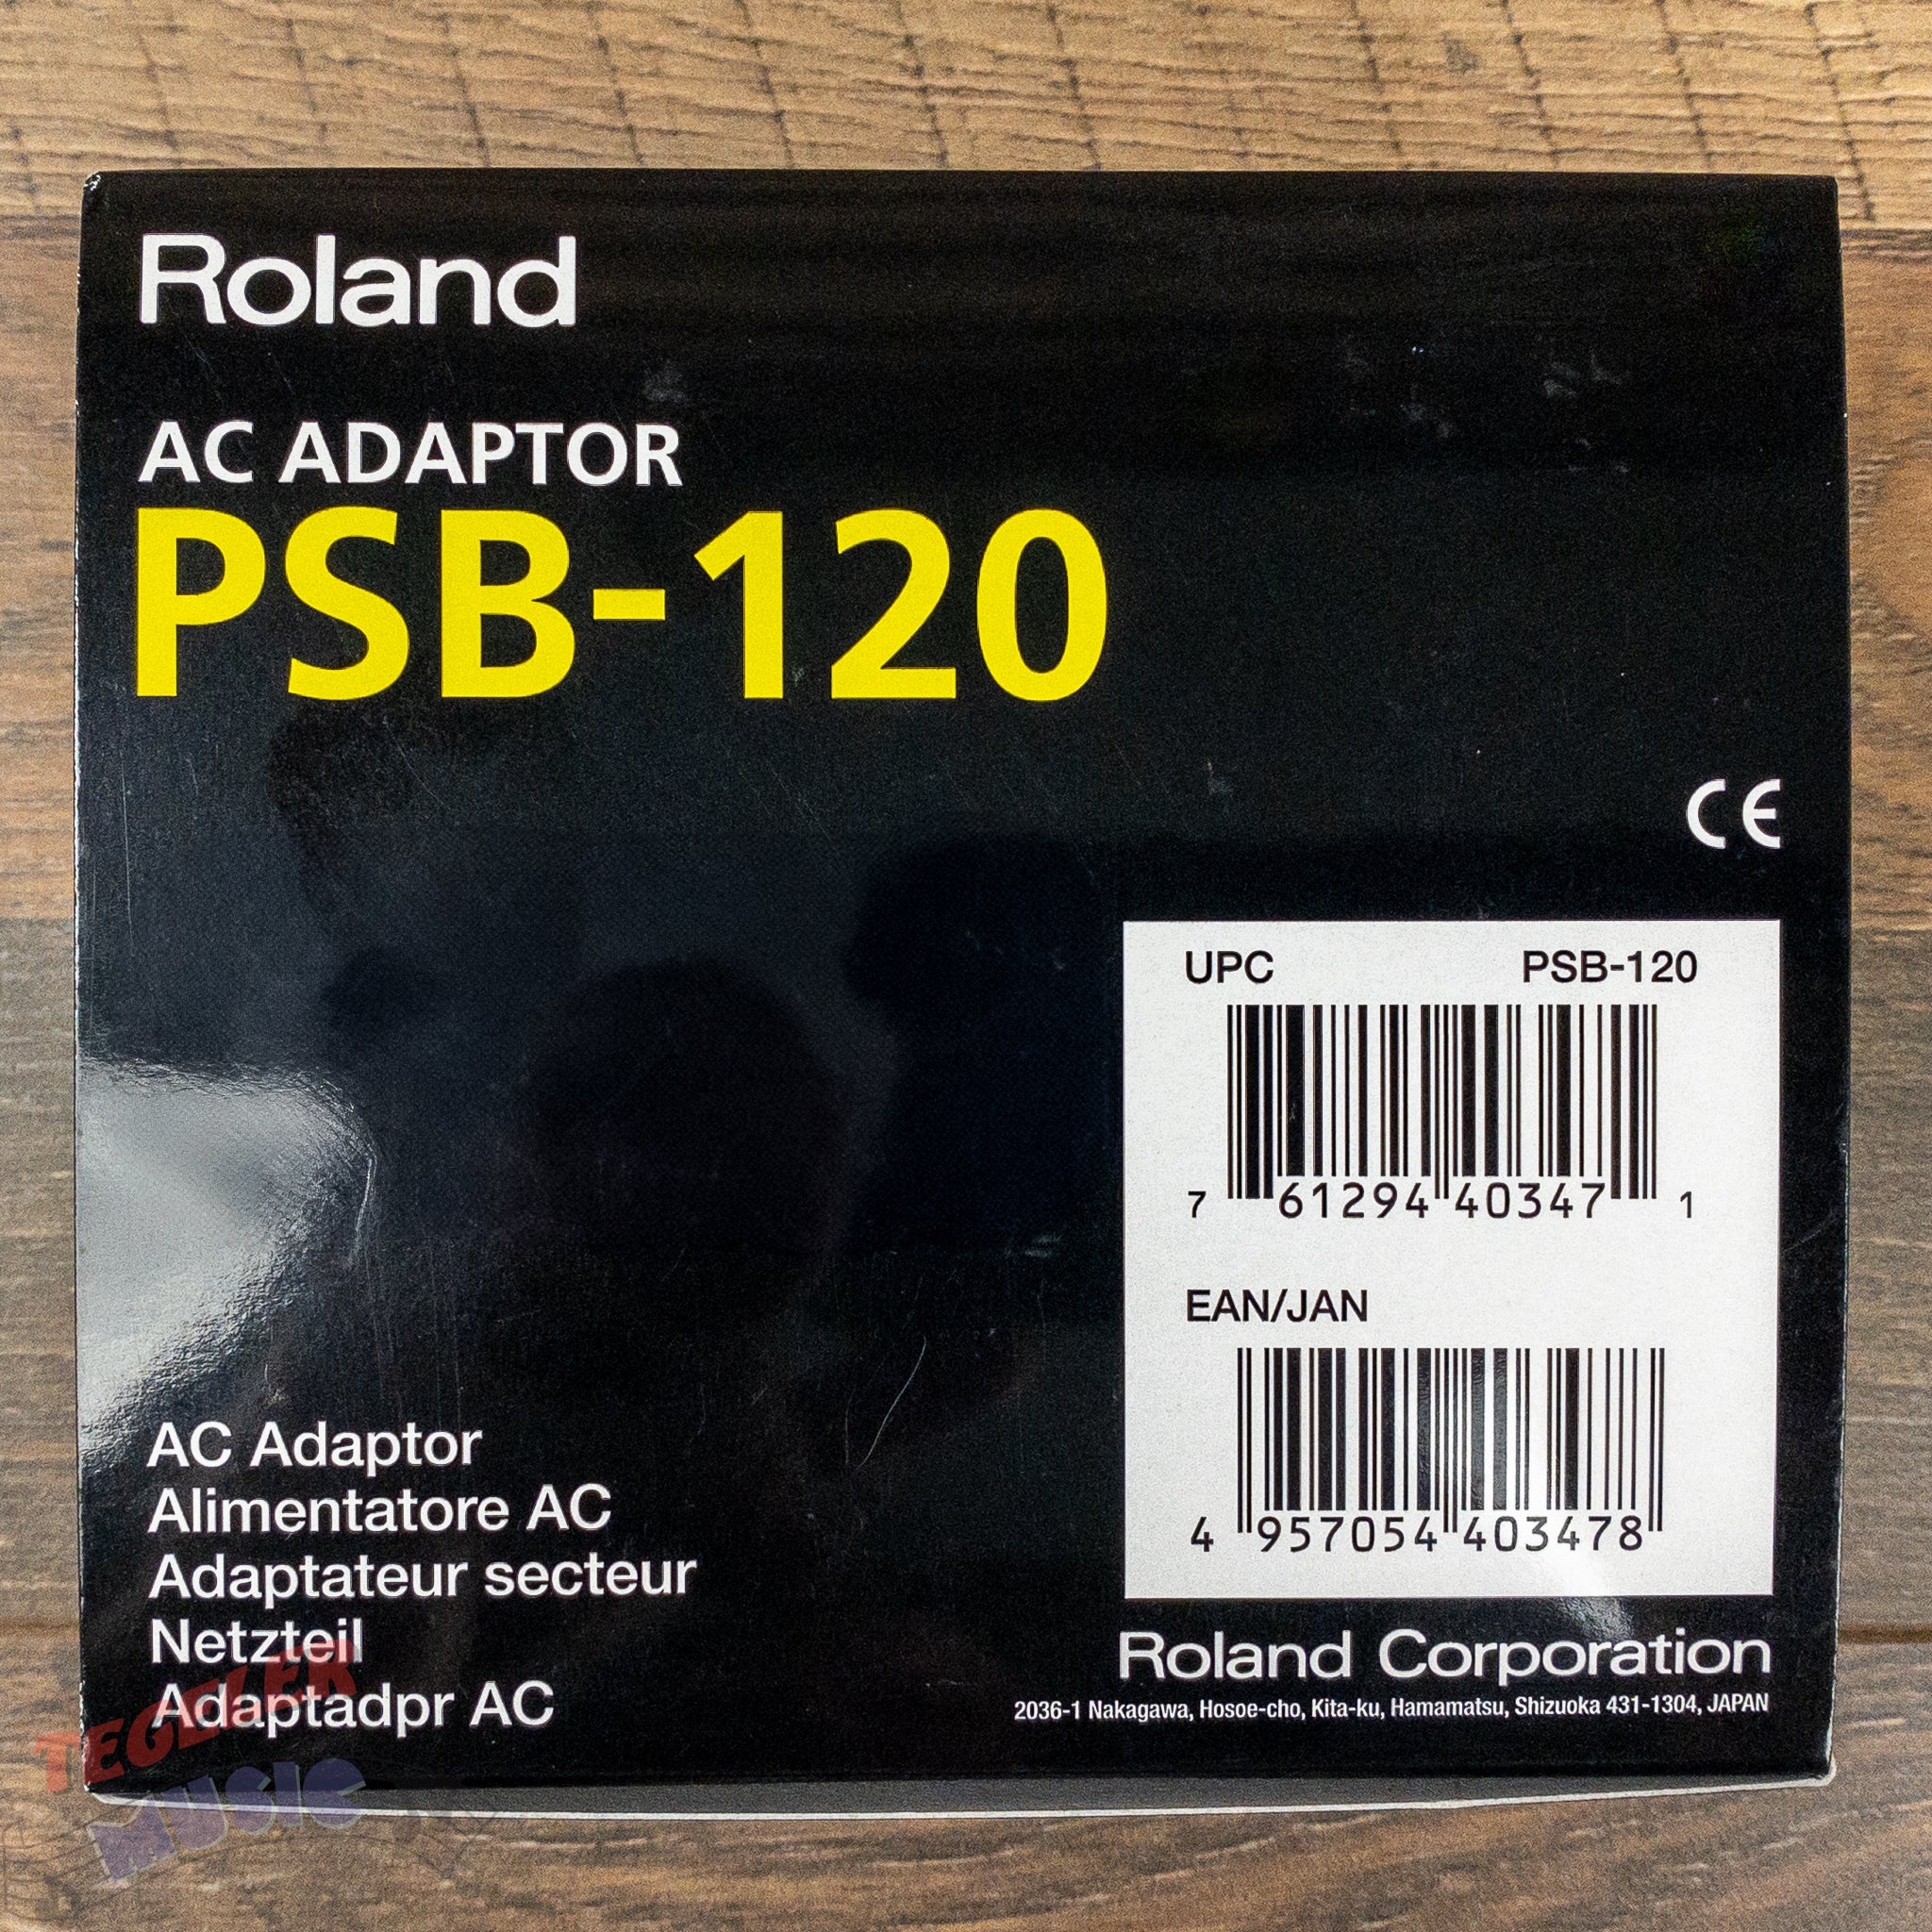 Roland
AC ADAPTOR
PSB-120
CE
UPC PSB-120
7 61294 40347 1
EAN/JAN
4 957054 403478
AC Adaptor
Alimentatore AC
Adaptateur secteur
Netzteil
Adaptadpr AC
Roland Corporation
2036-1 Nakagawa, Hosoe-cho, Kita-ku, Hamamatsu, Shizuoka 431-1304, JAPAN
TEGELER
MUSIC